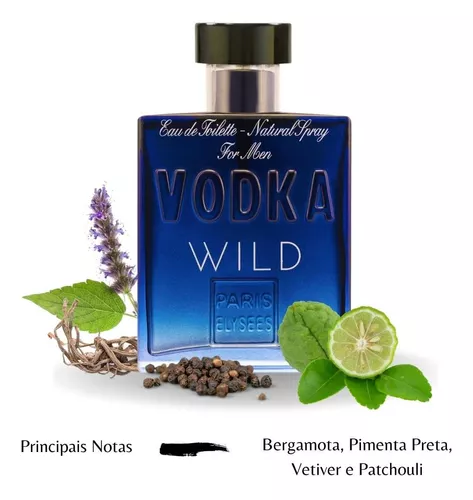 Eau de Toilette - Natural Spray
For Men
VODKA
WILD
PARIS
ELYSEES
Principais Notas
Bergamota, Pimenta Preta,
Vetiver e Patchouli